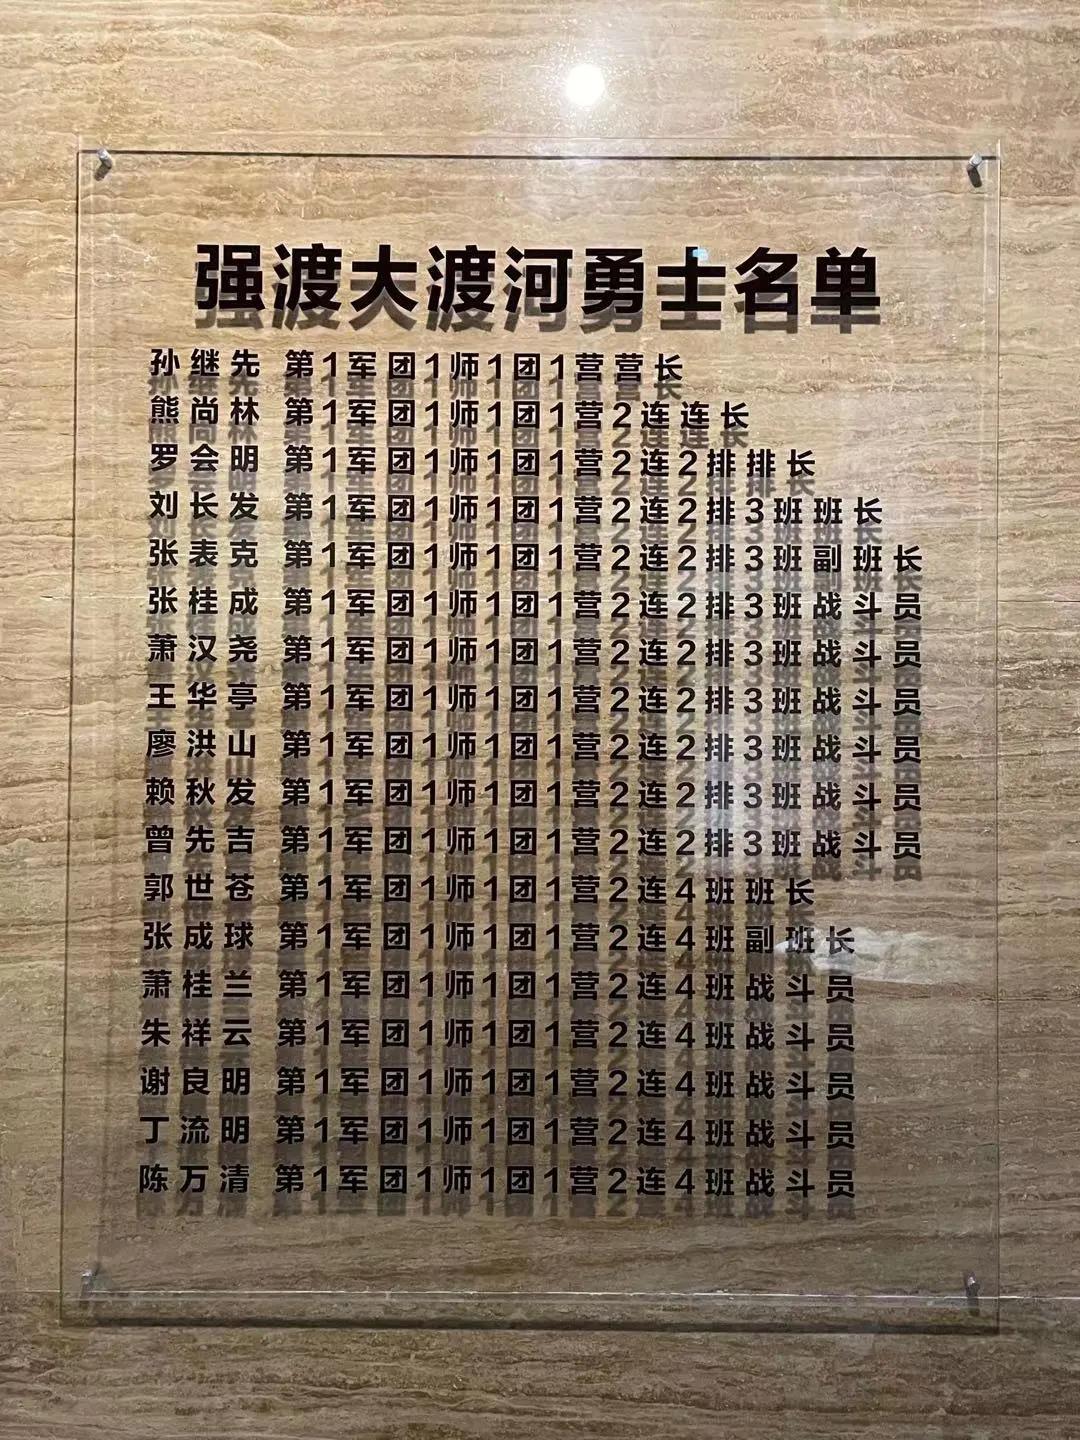 强渡大渡河勇士名单
孙继先 第1军团1师1团1营营长
熊尚林 第1军团1师1团1营2连连长
罗会明 第1军团1师1团1营2连2排排长
刘长发 第1军团1师1团1营2连2排3班班长
张表克 第1军团1师1团1营2连2排3班副班长
张桂成 第1军团1师1团1营2连2排3班战斗员
萧汉尧 第1军团1师1团1营2连2排3班战斗员
王华亭 第1军团1师1团1营2连2排3班战斗员
廖洪山 第1军团1师1团1营2连2排3班战斗员
赖秋发 第1军团1师1团1营2连2排3班战斗员
曾先吉 第1军团1师1团1营2连2排3班战斗员
郭世苍 第1军团1师1团1营2连4班班长
张成球 第1军团1师1团1营2连4班副班长
萧桂兰 第1军团1师1团1营2连4班战斗员
朱祥云 第1军团1师1团1营2连4班战斗员
谢良明 第1军团1师1团1营2连4班战斗员
丁流明 第1军团1师1团1营2连4班战斗员
陈万清 第1军团1师1团1营2连4班战斗员